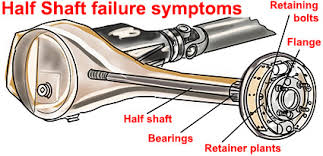 Half Shaft failure symptoms
Retaining
bolts
Flange
Half shaft
Bearings
Retainer plants